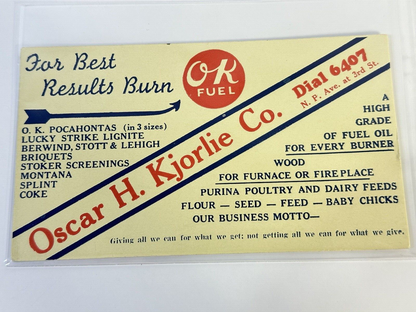 For Best
Results Burn
OK
FUEL
O. K. POCAHONTAS (in 3 sizes)
LUCKY STRIKE LIGNITE
BERWIND, STOTT & LEHIGH
BRIQUETS
STOKER SCREENINGS
MONTANA
SPLINT
COKE
Oscar H. Kjorlie Co.
Dial 6407
N. P. Ave. at 3rd St.
A
HIGH
GRADE
OF FUEL OIL
FOR EVERY BURNER
WOOD
FOR FURNACE OR FIREPLACE
PURINA POULTRY AND DAIRY FEEDS
FLOUR — SEED — FEED — BABY CHICKS
OUR BUSINESS MOTTO—
Giving all we can for what we get; not getting all we can for what we give.